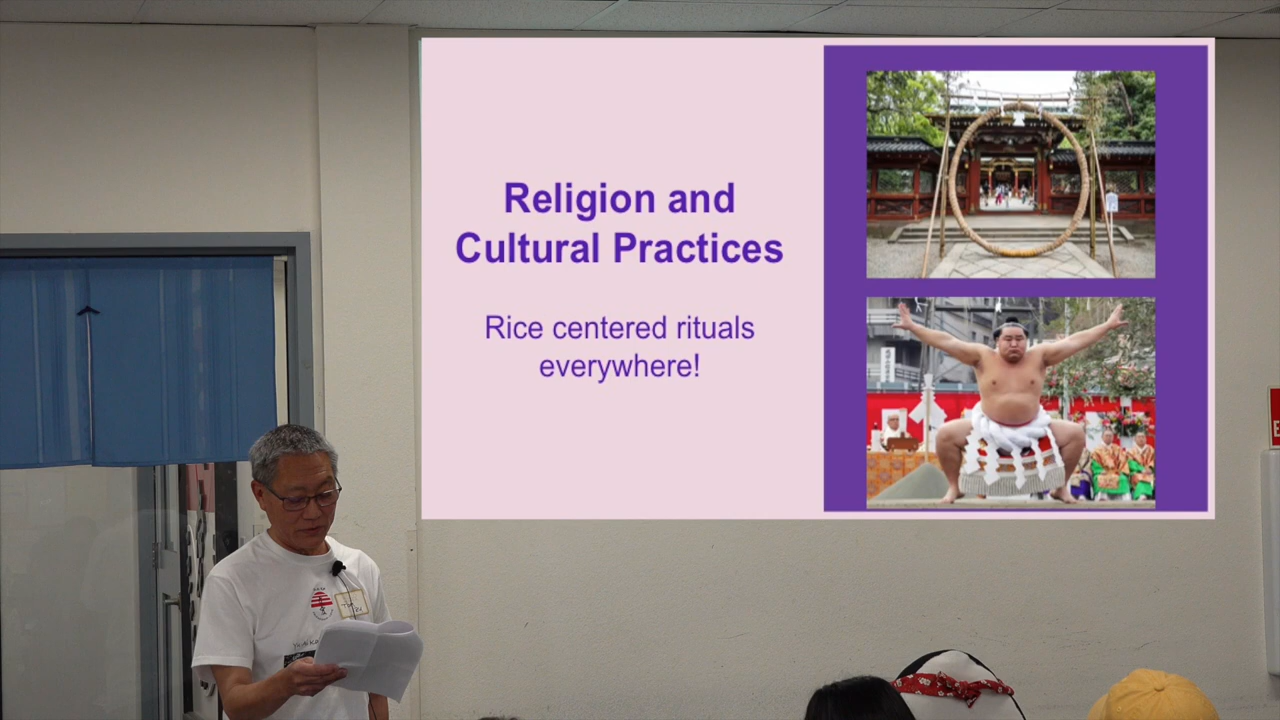 Religion and
Cultural Practices
Rice centered rituals
everywhere!